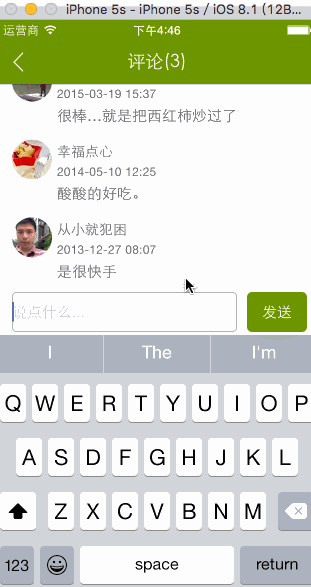 iPhone 5s - iPhone 5s / iOS 8.1 (12B...
运营商 下午4:46
评论(3)
2015-03-19 15:37
很棒...就是把西红柿炒过了
幸福点心
2014-05-10 12:25
酸酸的好吃。
从小就犯困
2013-12-27 08:07
是很快手
说点什么... 发送
I The I'm
Q W E R T Y U I O P
A S D F G H J K L
Z X C V B N M
123 space return